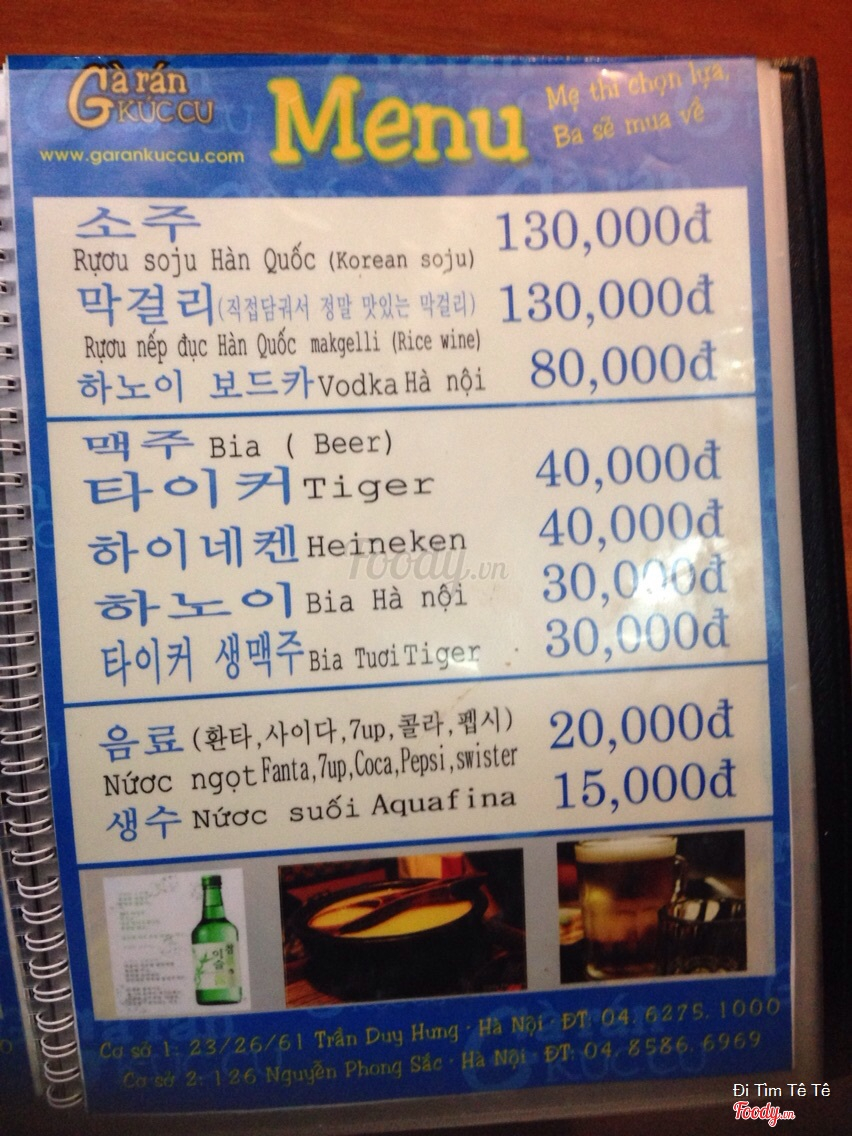 Gà rán
KÚC CU
www.garankuccu.com
Menu
Mẹ thì chọn lựa,
Ba sẽ mua về
소주 130,000đ
Rượu soju Hàn Quốc (Korean soju)
막걸리(직접담궈서 정말 맛있는 막걸리) 130,000đ
Rượu nếp đục Hàn Quốc makgelli (Rice wine)
하노이 보드카 Vodka Hà nội 80,000đ
맥주 Bia ( Beer)
타이커 Tiger 40,000đ
하이네켄 Heineken 40,000đ
하노이 Bia Hà nội 30,000đ
타이커 생맥주 Bia Tươi Tiger 30,000đ
음료 (환타,사이다,7up,콜라,펩시) 20,000đ
Nước ngọt Fanta,7up,Coca,Pepsi,swister
생수 Nước suối Aquafina 15,000đ
Cơ sở 1: 23/26/61 Trần Duy Hưng · Hà Nội · ĐT: 04. 6275. 1000
Cơ sở 2: 126 Nguyễn Phong Sắc · Hà Nội · ĐT: 04. 8586. 6969
Foody.vn
Đi Tìm Tê Tê
Foody.vn